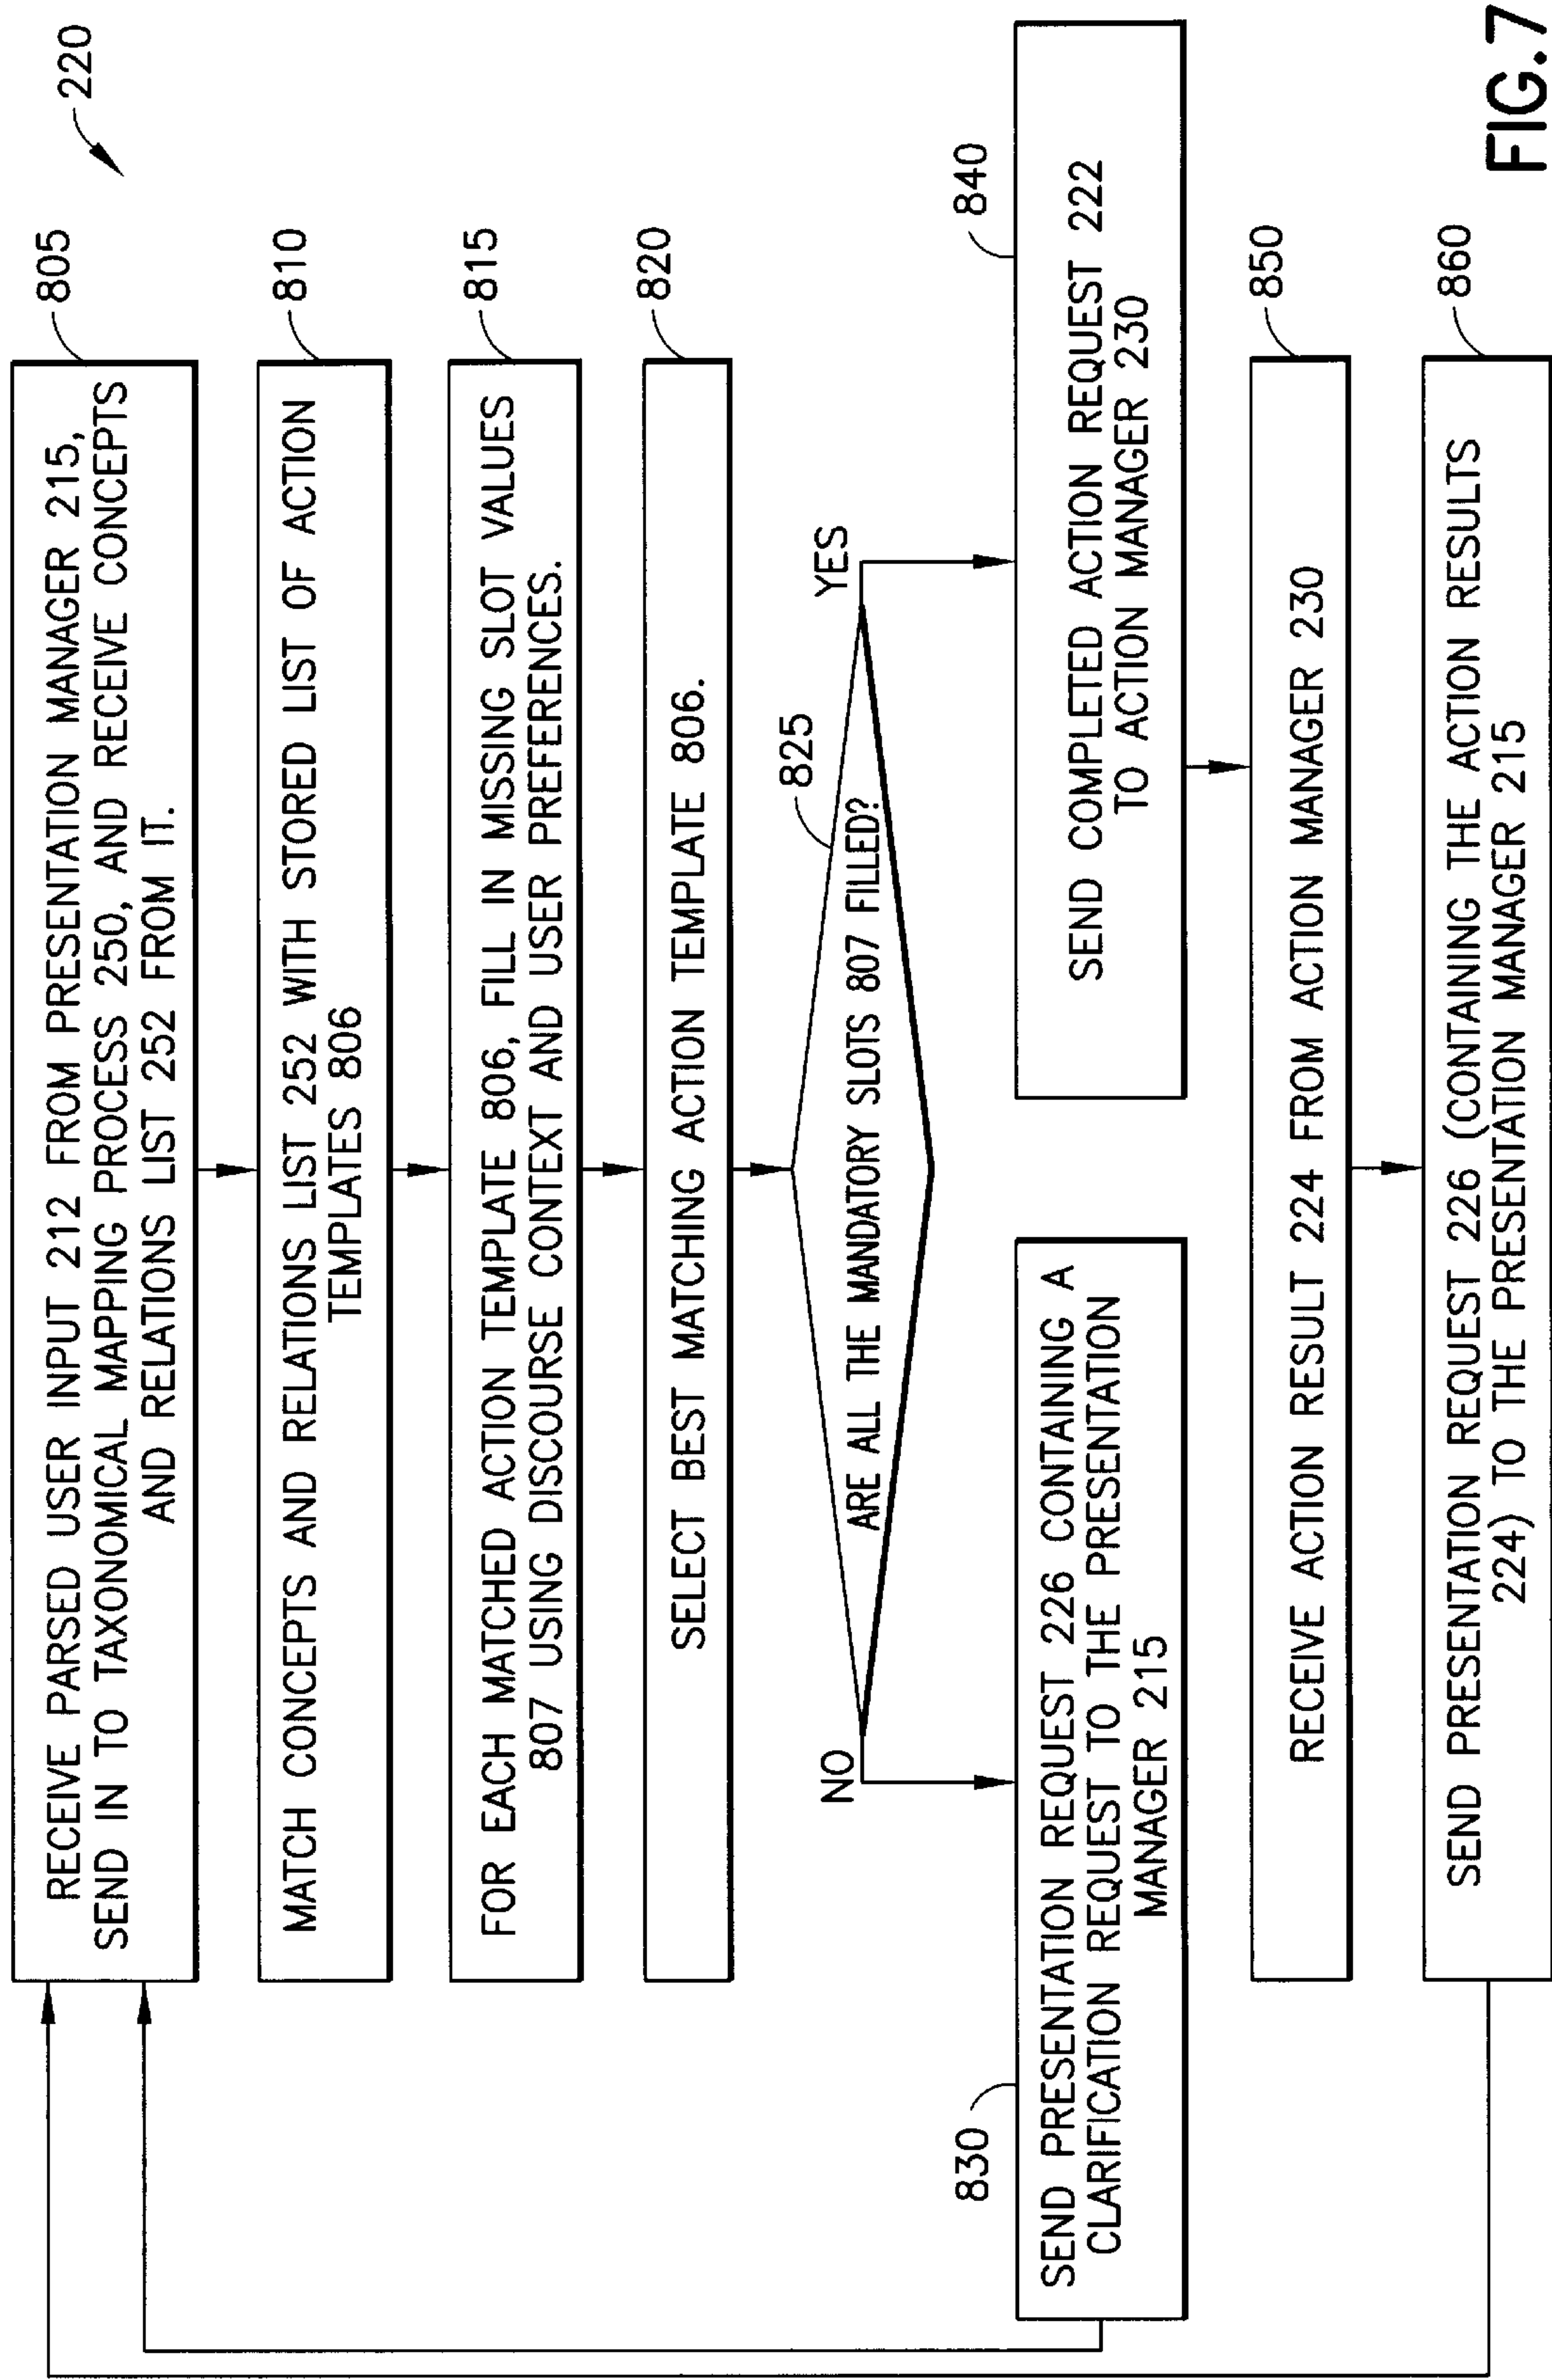 220
805
RECEIVE PARSED USER INPUT 212 FROM PRESENTATION MANAGER 215,
SEND IN TO TAXONOMICAL MAPPING PROCESS 250, AND RECEIVE CONCEPTS
AND RELATIONS LIST 252 FROM IT.
810
MATCH CONCEPTS AND RELATIONS LIST 252 WITH STORED LIST OF ACTION
TEMPLATES 806
815
FOR EACH MATCHED ACTION TEMPLATE 806, FILL IN MISSING SLOT VALUES
807 USING DISCOURSE CONTEXT AND USER PREFERENCES.
820
SELECT BEST MATCHING ACTION TEMPLATE 806.
825
ARE ALL THE MANDATORY SLOTS 807 FILLED?
NO
YES
830
SEND PRESENTATION REQUEST 226 CONTAINING A
CLARIFICATION REQUEST TO THE PRESENTATION
MANAGER 215
840
SEND COMPLETED ACTION REQUEST 222
TO ACTION MANAGER 230
850
RECEIVE ACTION RESULT 224 FROM ACTION MANAGER 230
860
SEND PRESENTATION REQUEST 226 (CONTAINING THE ACTION RESULTS
224) TO THE PRESENTATION MANAGER 215
FIG.7